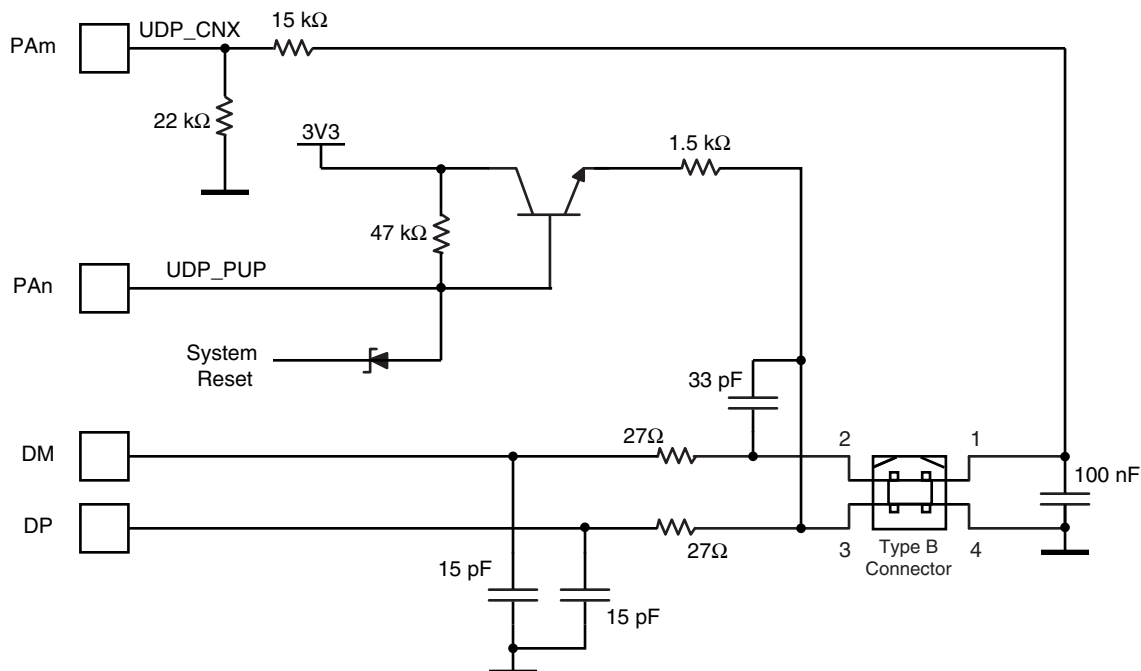 PAm
UDP_CNX
15 kΩ
22 kΩ
3V3
1.5 kΩ
47 kΩ
PAn
UDP_PUP
System
Reset
33 pF
DM
27Ω
2
1
100 nF
DP
27Ω
3
Type B
Connector
4
15 pF
15 pF